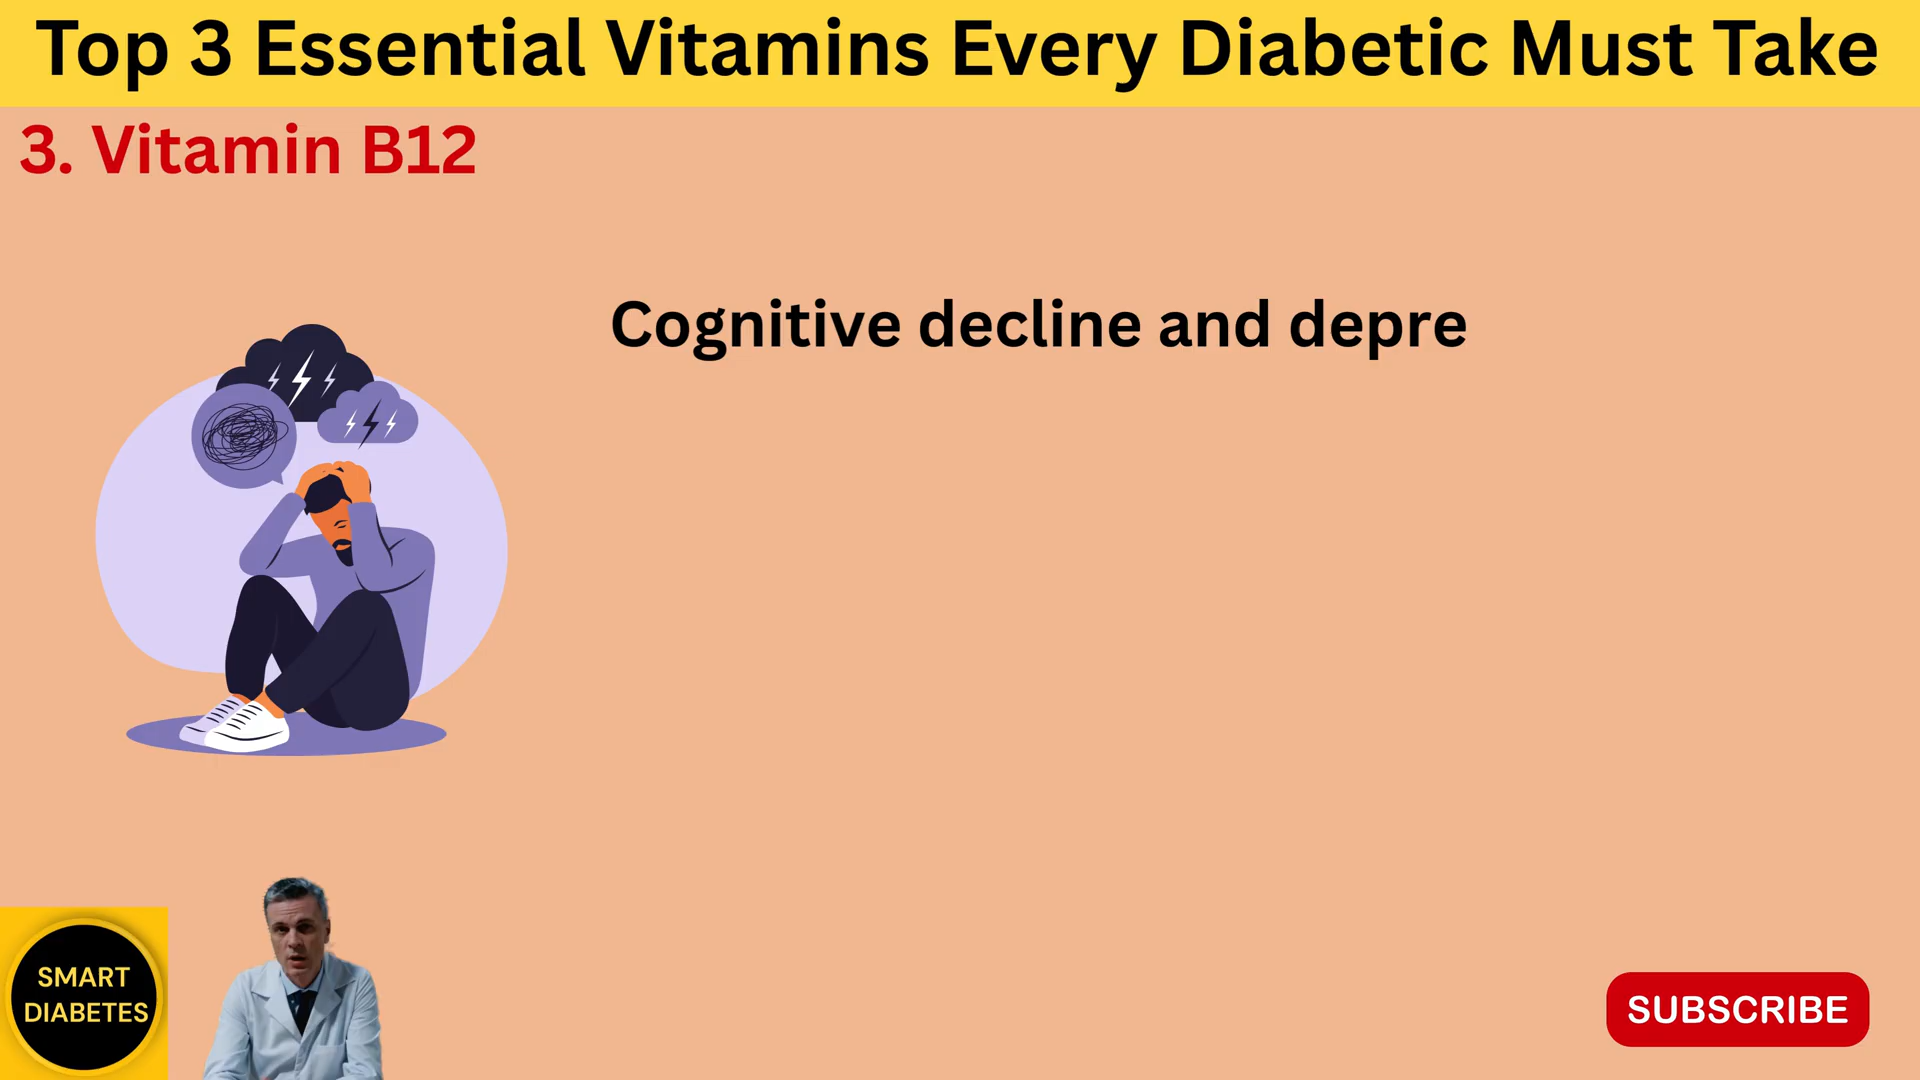 Top 3 Essential Vitamins Every Diabetic Must Take
3. Vitamin B12
Cognitive decline and depre
SMART
DIABETES
SUBSCRIBE